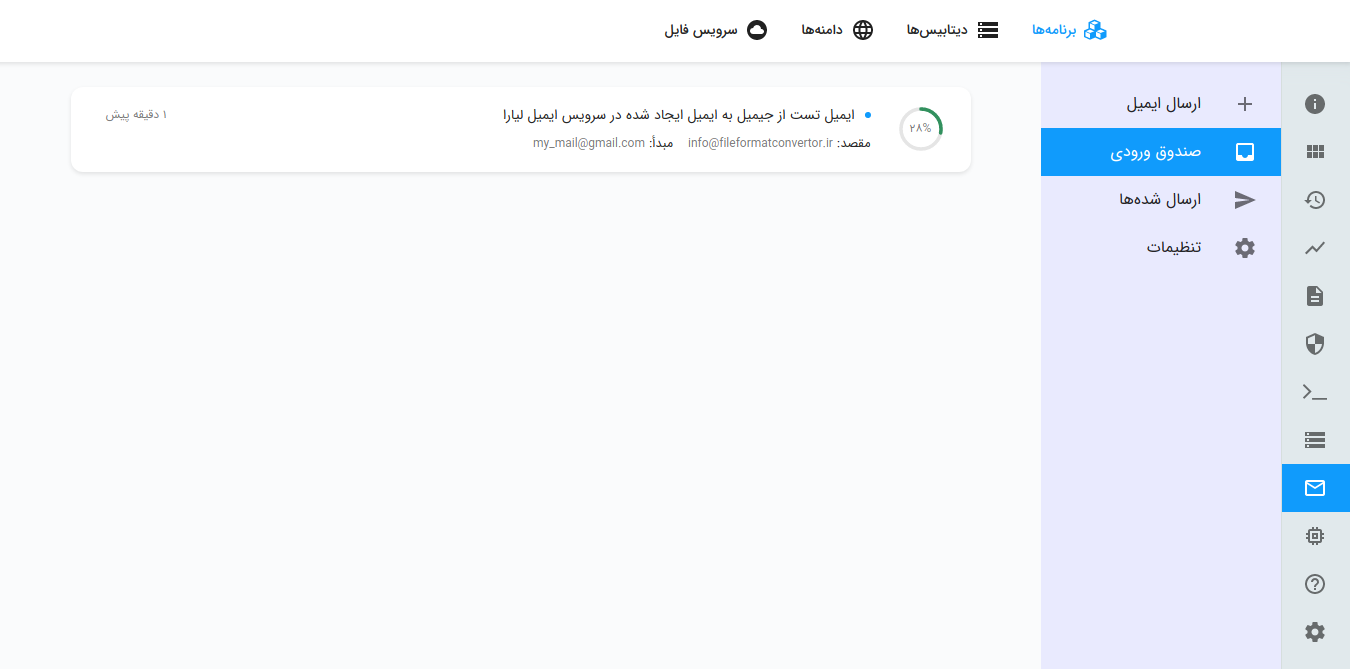 برنامه‌ها
دیتابیس‌ها
دامنه‌ها
سرویس فایل
ارسال ایمیل
صندوق ورودی
ارسال شده‌ها
تنظیمات
۲۸%
ایمیل تست از جیمیل به ایمیل ایجاد شده در سرویس ایمیل لیارا
۱ دقیقه پیش
مقصد: info@fileformatconvertor.ir مبدأ: my_mail@gmail.com